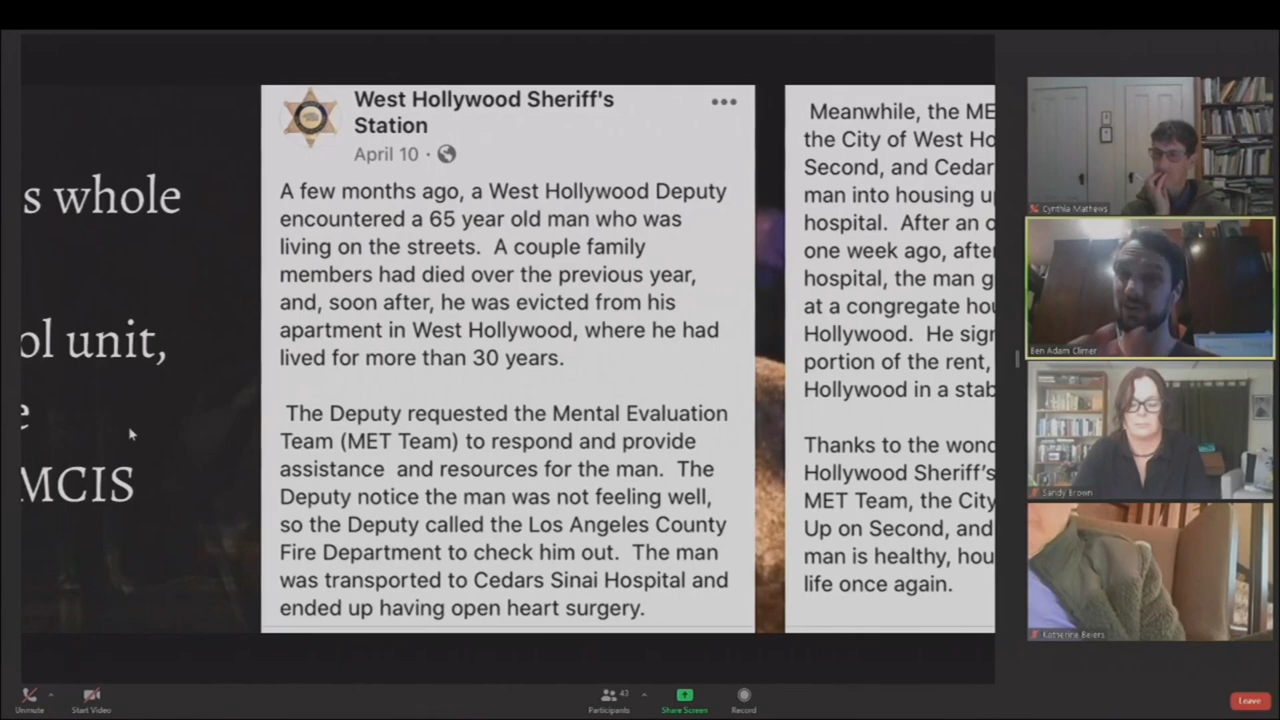 s whole
ol unit,
e
MCIS
West Hollywood Sheriff's
Station
April 10 ·
A few months ago, a West Hollywood Deputy
encountered a 65 year old man who was
living on the streets.  A couple family
members had died over the previous year,
and, soon after, he was evicted from his
apartment in West Hollywood, where he had
lived for more than 30 years.
The Deputy requested the Mental Evaluation
Team (MET Team) to respond and provide
assistance  and resources for the man.  The
Deputy notice the man was not feeling well,
so the Deputy called the Los Angeles County
Fire Department to check him out.  The man
was transported to Cedars Sinai Hospital and
ended up having open heart surgery.
Meanwhile, the ME
the City of West Ho
Second, and Cedar
man into housing u
hospital.  After an o
one week ago, afte
hospital, the man g
at a congregate hou
Hollywood.  He sign
portion of the rent,
Hollywood in a stab
Thanks to the wond
Hollywood Sheriff's
MET Team, the City
Up on Second, and
man is healthy, hou
life once again.
Cynthia Mathews
Ben Adam Climer
Sandy Brown
Katherine Beiers
Unmute
Start Video
43
Participants
Share Screen
Record
Leave